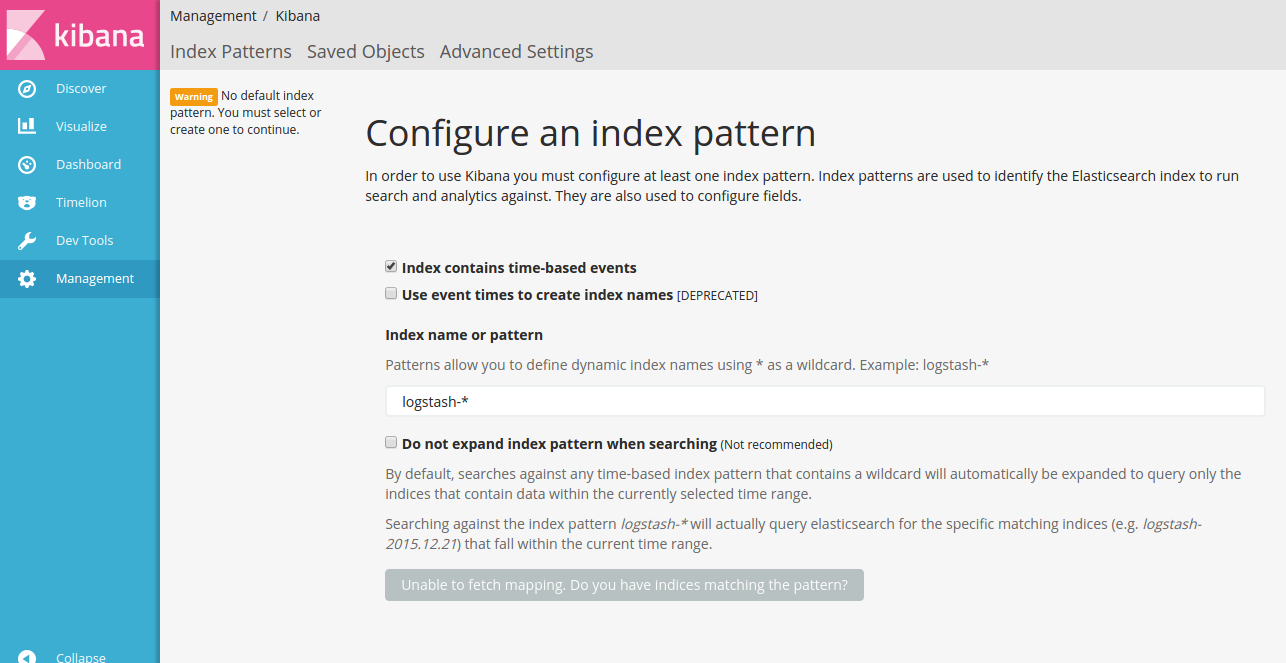 kibana
Discover
Visualize
Dashboard
Timelion
Dev Tools
Management
Collapse
Management / Kibana
Index Patterns Saved Objects Advanced Settings
Warning No default index
pattern. You must select or
create one to continue.
Configure an index pattern
In order to use Kibana you must configure at least one index pattern. Index patterns are used to identify the Elasticsearch index to run
search and analytics against. They are also used to configure fields.
Index contains time-based events
Use event times to create index names [DEPRECATED]
Index name or pattern
Patterns allow you to define dynamic index names using * as a wildcard. Example: logstash-*
logstash-*
Do not expand index pattern when searching (Not recommended)
By default, searches against any time-based index pattern that contains a wildcard will automatically be expanded to query only the
indices that contain data within the currently selected time range.
Searching against the index pattern logstash-* will actually query elasticsearch for the specific matching indices (e.g. logstash-
2015.12.21) that fall within the current time range.
Unable to fetch mapping. Do you have indices matching the pattern?